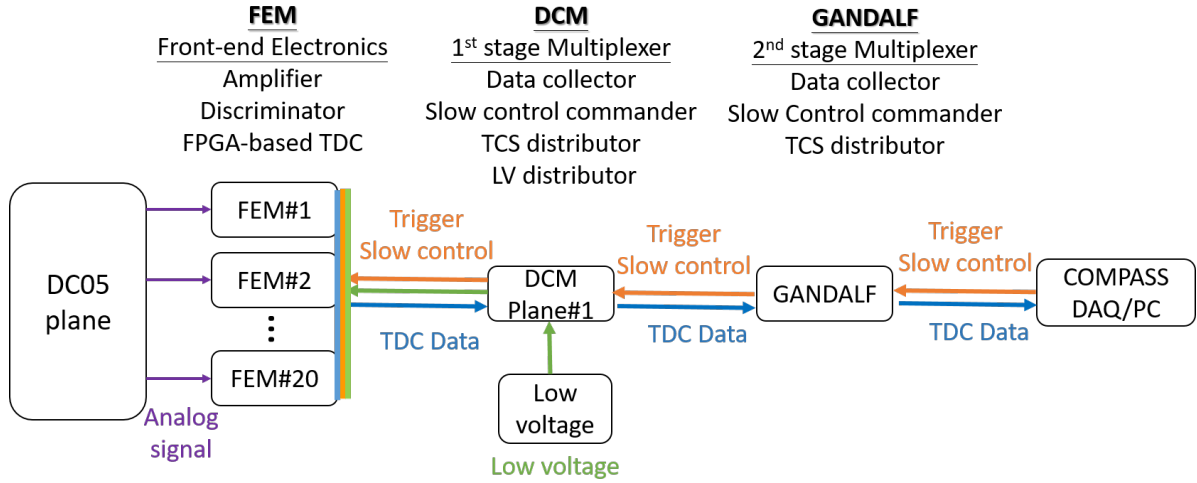 FEM
Front-end Electronics
Amplifier
Discriminator
FPGA-based TDC
DCM
1st stage Multiplexer
Data collector
Slow control commander
TCS distributor
LV distributor
GANDALF
2nd stage Multiplexer
Data collector
Slow Control commander
TCS distributor
DC05
plane
FEM#1
FEM#2
...
FEM#20
Analog
signal
Trigger
Slow control
TDC Data
DCM
Plane#1
Low
voltage
Low voltage
Trigger
Slow control
TDC Data
GANDALF
Trigger
Slow control
TDC Data
COMPASS
DAQ/PC